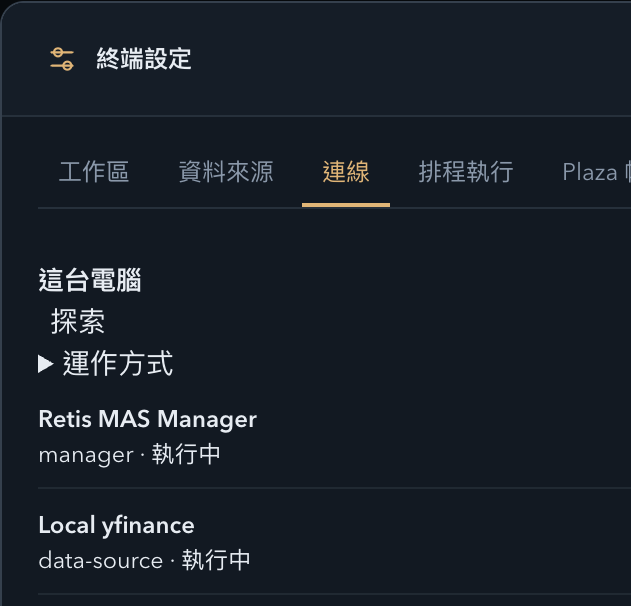 終端設定
工作區 資料來源 連線 排程執行 Plaza
這台電腦
探索
▶ 運作方式
Retis MAS Manager
manager · 執行中
Local yfinance
data-source · 執行中